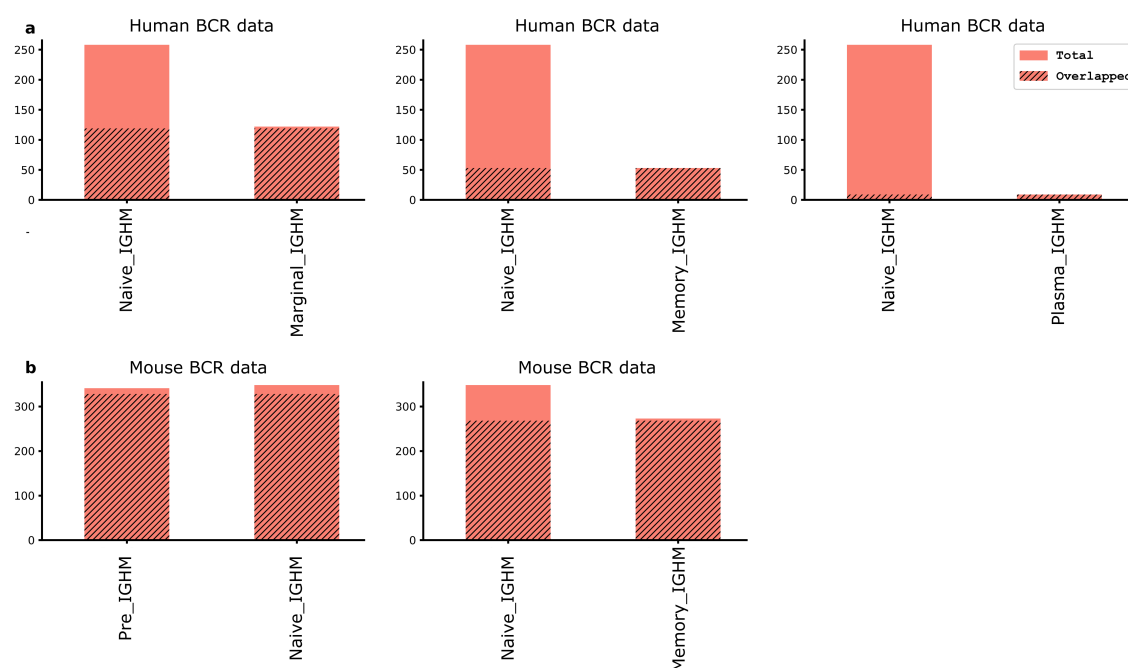 a
Human BCR data
250
200
150
100
50
0
Naive_IGHM
Marginal_IGHM
Human BCR data
250
200
150
100
50
0
Naive_IGHM
Memory_IGHM
Human BCR data
250
200
150
100
50
0
Total
Overlapped
Naive_IGHM
Plasma_IGHM
-
b
Mouse BCR data
300
200
100
0
Pre_IGHM
Naive_IGHM
Mouse BCR data
300
200
100
0
Naive_IGHM
Memory_IGHM